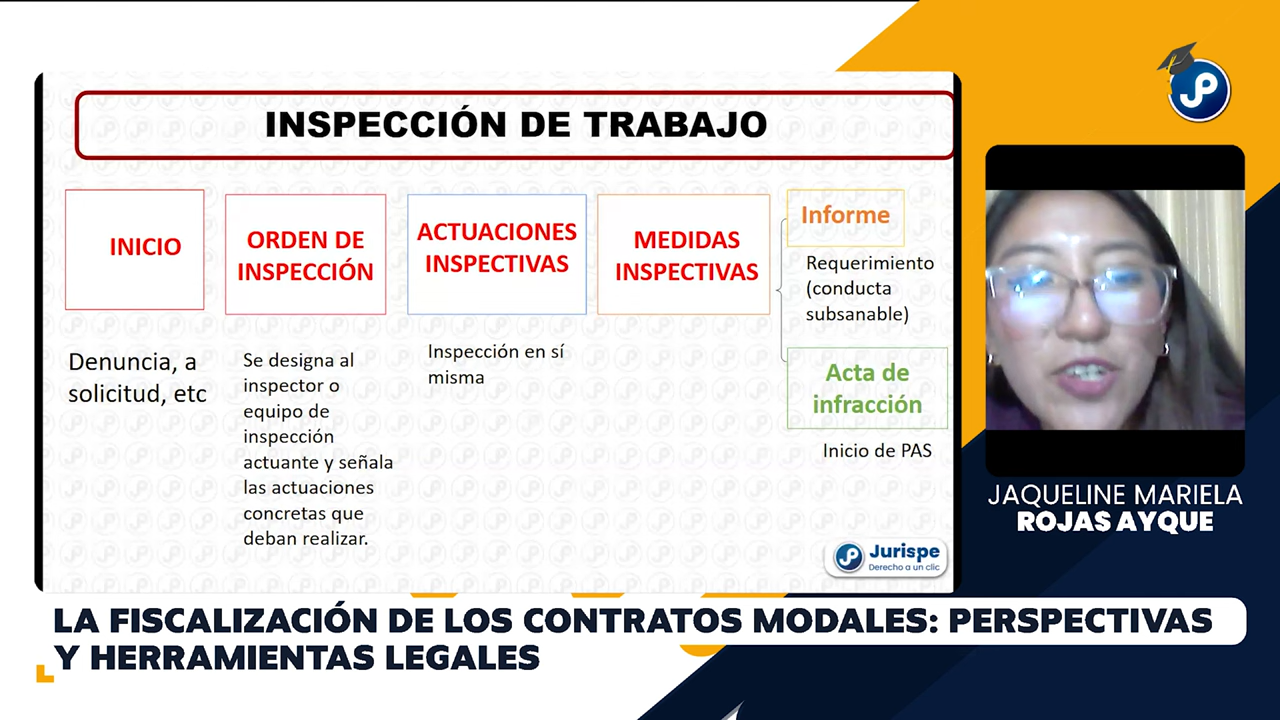 INSPECCIÓN DE TRABAJO
INICIO
Denuncia, a
solicitud, etc
ORDEN DE
INSPECCIÓN
Se designa al
inspector o
equipo de
inspección
actuante y señala
las actuaciones
concretas que
deban realizar.
ACTUACIONES
INSPECTIVAS
Inspección en sí
misma
MEDIDAS
INSPECTIVAS
Informe
Requerimiento
(conducta
subsanable)
Acta de
infracción
Inicio de PAS
JP
Jurispe
Derecho a un clic
JP
JAQUELINE MARIELA
ROJAS AYQUE
LA FISCALIZACIÓN DE LOS CONTRATOS MODALES: PERSPECTIVAS
Y HERRAMIENTAS LEGALES